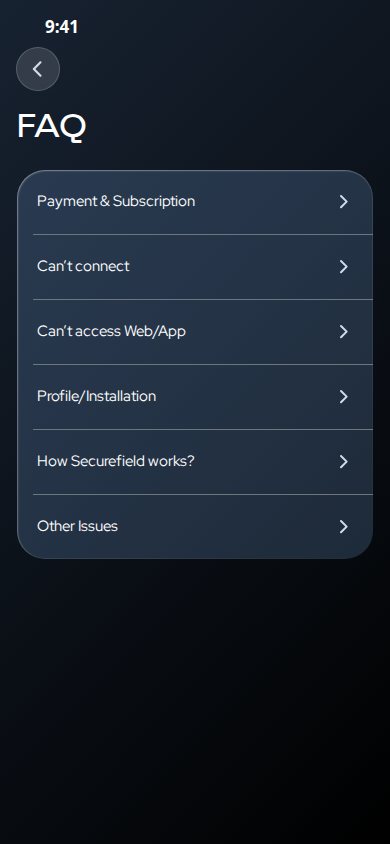 9:41
FAQ
Payment & Subscription
Can’t connect
Can’t access Web/App
Profile/Installation
How Securefield works?
Other Issues